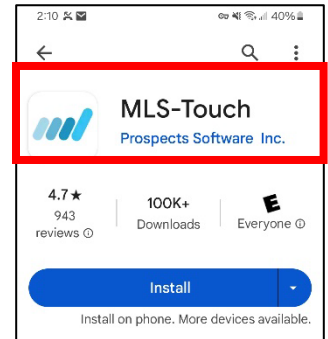 2:10 40%
MLS-Touch
Prospects Software Inc.
4.7★ 100K+ E
943 Downloads Everyone ⓘ
reviews ⓘ
Install
Install on phone. More devices available.